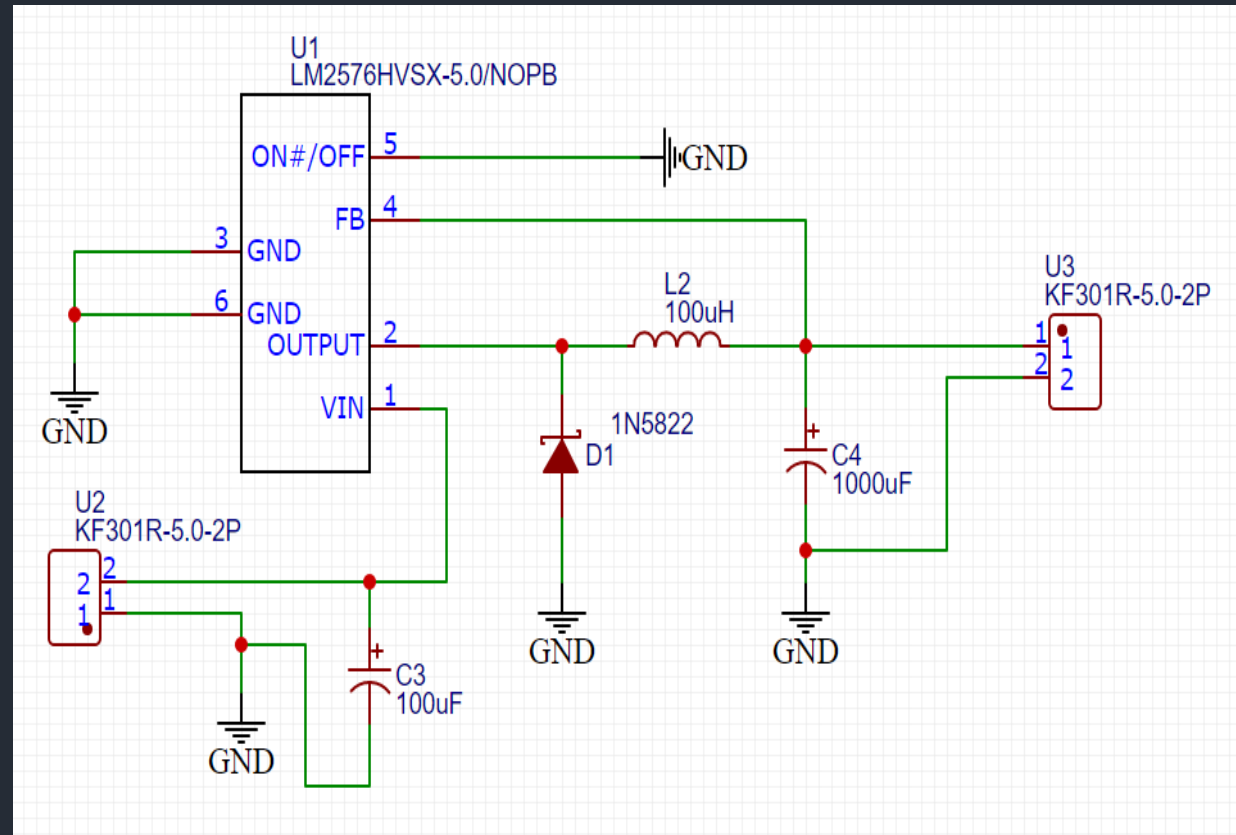 U1
LM2576HVSX-5.0/NOPB
ON#/OFF 5
GND
FB 4
3 GND
6 GND
OUTPUT 2
VIN 1
GND
L2
100uH
U3
KF301R-5.0-2P
1 1
2 2
1N5822
D1
+
C4
1000uF
GND
GND
U2
KF301R-5.0-2P
2 2
1 1
+
C3
100uF
GND